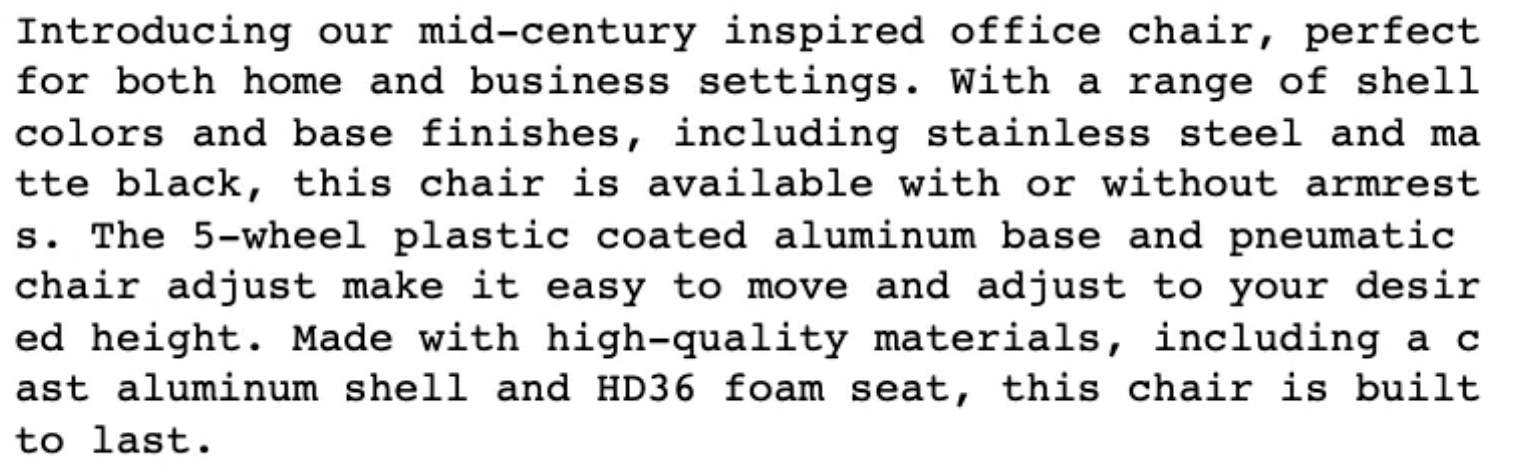 Introducing our mid-century inspired office chair, perfect
for both home and business settings. With a range of shell
colors and base finishes, including stainless steel and ma
tte black, this chair is available with or without armrest
s. The 5-wheel plastic coated aluminum base and pneumatic
chair adjust make it easy to move and adjust to your desir
ed height. Made with high-quality materials, including a c
ast aluminum shell and HD36 foam seat, this chair is built
to last.